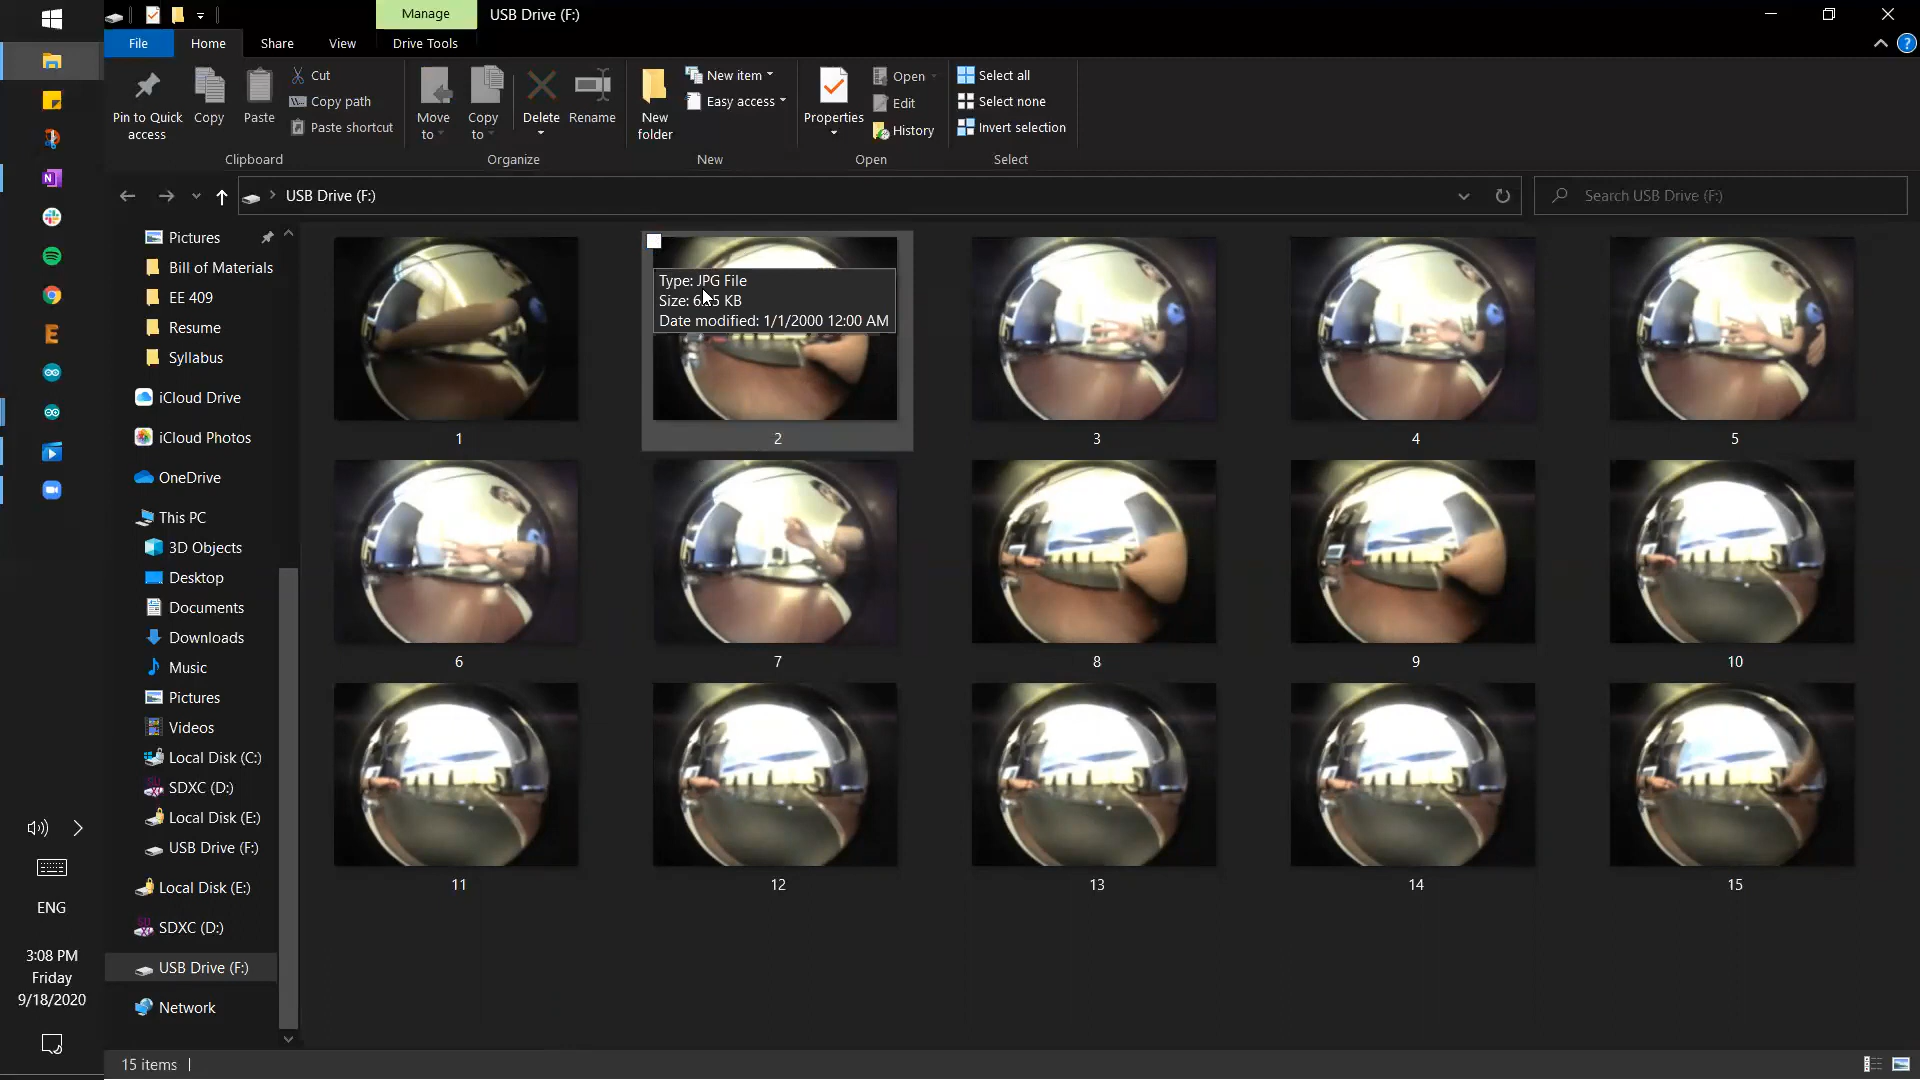 Manage
USB Drive (F:)
File
Home
Share
View
Drive Tools
Pin to Quick
access
Copy
Paste
Cut
Copy path
Paste shortcut
Clipboard
Move
to
Copy
to
Delete
Rename
Organize
New
folder
New item
Easy access
New
Properties
Open
Edit
History
Open
Select all
Select none
Invert selection
Select
USB Drive (F:)
Search USB Drive (F:)
Pictures
Bill of Materials
EE 409
Resume
Syllabus
iCloud Drive
iCloud Photos
OneDrive
This PC
3D Objects
Desktop
Documents
Downloads
Music
Pictures
Videos
Local Disk (C:)
SDXC (D:)
Local Disk (E:)
USB Drive (F:)
Local Disk (E:)
SDXC (D:)
USB Drive (F:)
Network
Type: JPG File
Size: KB
Date modified: 1/1/2000 12:00 AM
1
2
3
4
5
6
7
8
9
10
11
12
13
14
15
ENG
3:08 PM
Friday
9/18/2020
15 items